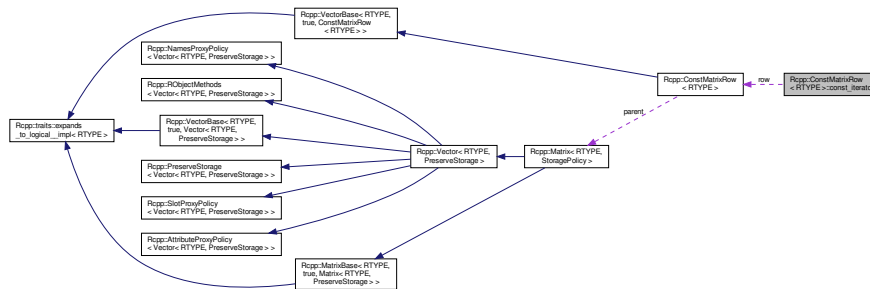 Rcpp::VectorBase< RTYPE,
true, ConstMatrixRow
< RTYPE > >
Rcpp::NamesProxyPolicy
< Vector< RTYPE, PreserveStorage > >
Rcpp::RObjectMethods
< Vector< RTYPE, PreserveStorage > >
Rcpp::ConstMatrixRow
< RTYPE >
row
Rcpp::ConstMatrixRow
< RTYPE >::const_iterator
parent
Rcpp::traits::expands
_to_logical__impl< RTYPE >
Rcpp::VectorBase< RTYPE,
true, Vector< RTYPE,
PreserveStorage > >
Rcpp::Vector< RTYPE,
PreserveStorage >
Rcpp::Matrix< RTYPE,
StoragePolicy >
Rcpp::PreserveStorage
< Vector< RTYPE, PreserveStorage > >
Rcpp::SlotProxyPolicy
< Vector< RTYPE, PreserveStorage > >
Rcpp::AttributeProxyPolicy
< Vector< RTYPE, PreserveStorage > >
Rcpp::MatrixBase< RTYPE,
true, Matrix< RTYPE,
PreserveStorage > >